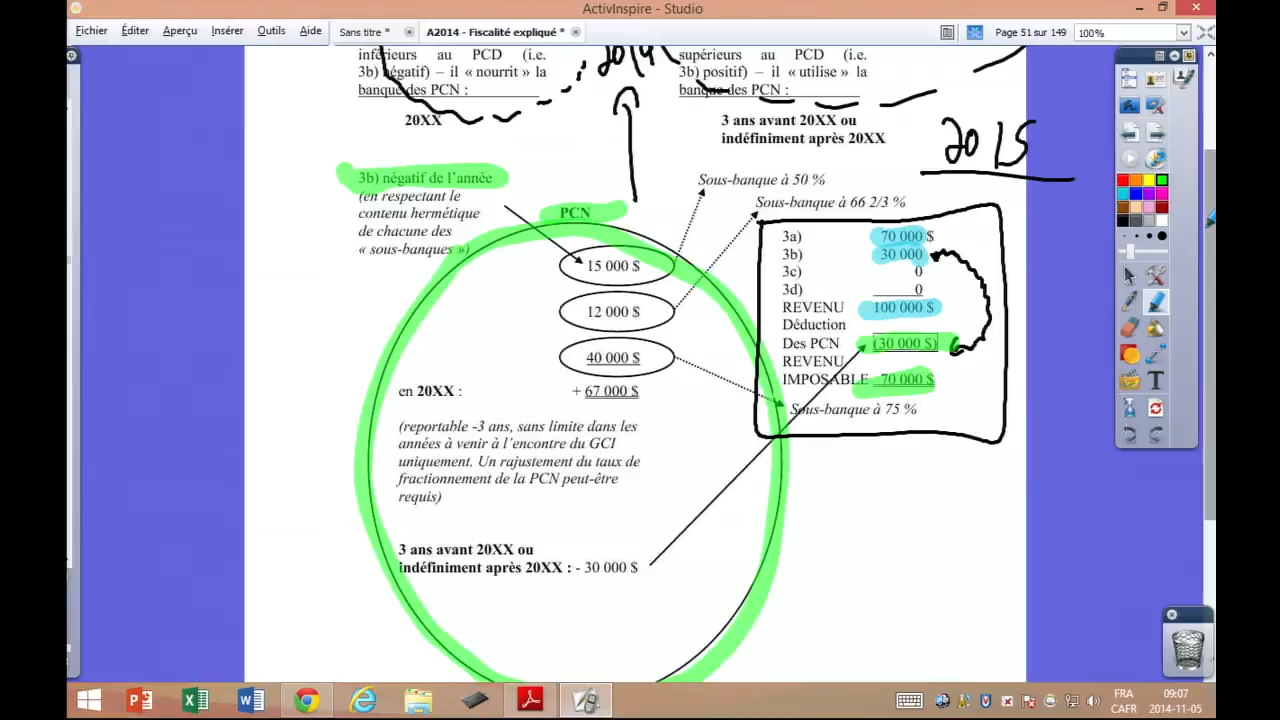 ActivInspire - Studio
Fichier Éditer Aperçu Insérer Outils Aide
Sans titre * A2014 - Fiscalité expliqué *
Page 51 sur 149 100%
inférieurs au PCD (i.e.
3b) négatif) – il « nourrit » la
banque des PCN :
20XX
2014
supérieurs au PCD (i.e.
3b) positif) – il « utilise » la
banque des PCN :
3 ans avant 20XX ou
indéfiniment après 20XX
2015
3b) négatif de l'année
(en respectant le
contenu hermétique
de chacune des
« sous-banques »)
PCN
Sous-banque à 50 %
Sous-banque à 66 2/3 %
15 000 $
12 000 $
40 000 $
en 20XX : + 67 000 $
(reportable -3 ans, sans limite dans les
années à venir à l'encontre du GCI
uniquement. Un rajustement du taux de
fractionnement de la PCN peut-être
requis)
3 ans avant 20XX ou
indéfiniment après 20XX : - 30 000 $
3a) 70 000 $
3b) 30 000
3c) 0
3d) 0
REVENU 100 000 $
Déduction
Des PCN (30 000 $)
REVENU
IMPOSABLE 70 000 $
Sous-banque à 75 %
FRA
CAFR
09:07
2014-11-05